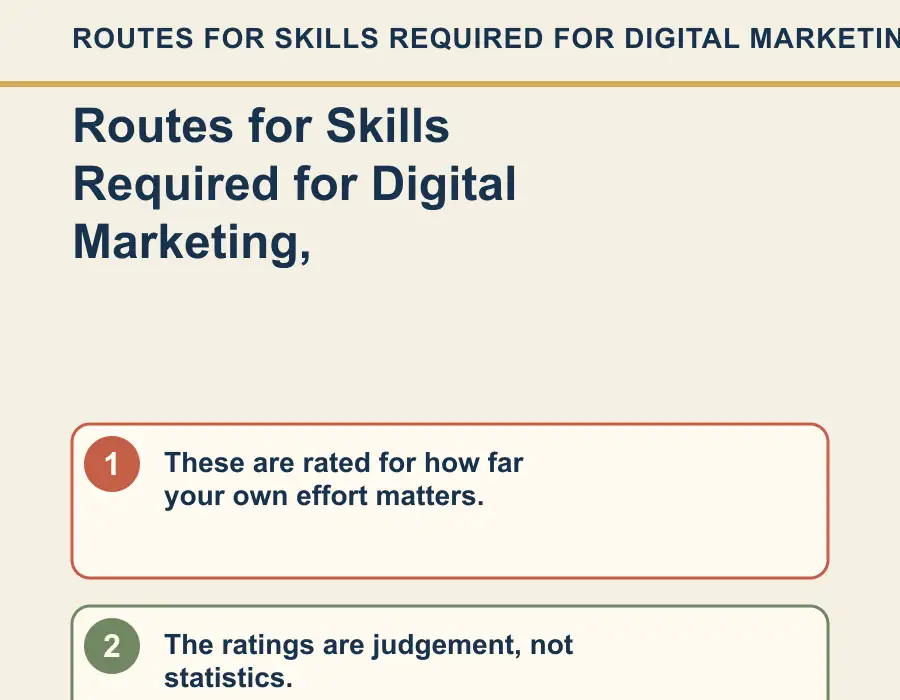 ROUTES FOR SKILLS REQUIRED FOR DIGITAL MARKETIN
Routes for Skills
Required for Digital
Marketing,
1
These are rated for how far
your own effort matters.
2
The ratings are judgement, not
statistics.